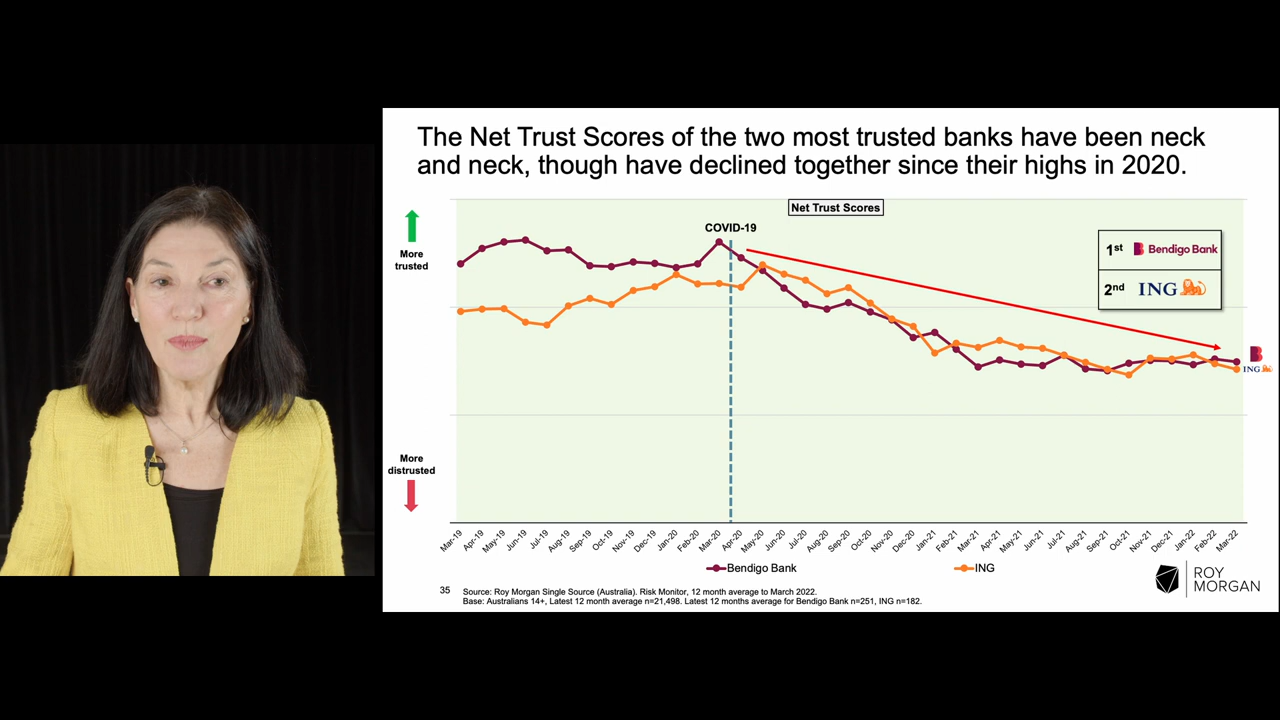 The Net Trust Scores of the two most trusted banks have been neck
and neck, though have declined together since their highs in 2020.
Net Trust Scores
COVID-19
More
trusted
1st Bendigo Bank
2nd ING
B
ING
More
distrusted
Mar-19 Apr-19 May-19 Jun-19 Jul-19 Aug-19 Sep-19 Oct-19 Nov-19 Dec-19 Jan-20 Feb-20 Mar-20 Apr-20 May-20 Jun-20 Jul-20 Aug-20 Sep-20 Oct-20 Nov-20 Dec-20 Jan-21 Feb-21 Mar-21 Apr-21 May-21 Jun-21 Jul-21 Aug-21 Sep-21 Oct-21 Nov-21 Dec-21 Jan-22 Feb-22 Mar-22
Bendigo Bank ING
35 Source: Roy Morgan Single Source (Australia). Risk Monitor, 12 month average to March 2022.
Base: Australians 14+, Latest 12 month average n=21,498. Latest 12 months average for Bendigo Bank n=251, ING n=182.
ROY
MORGAN